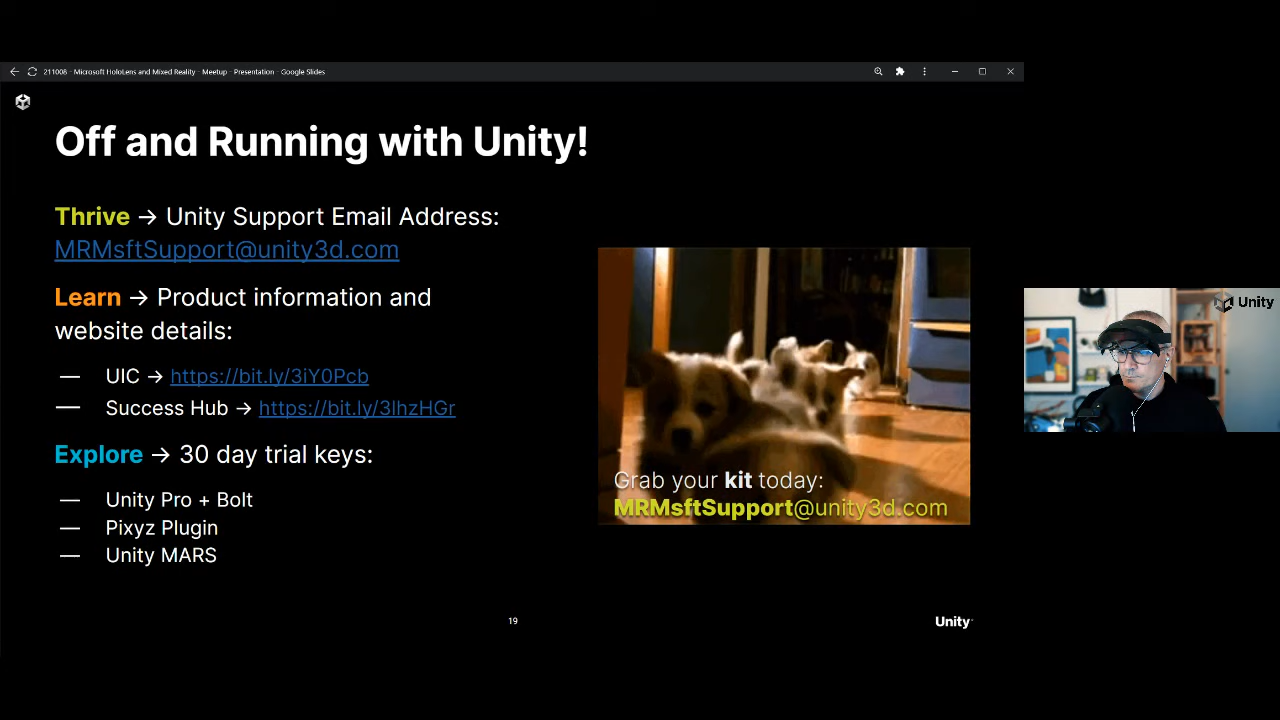 211008 - Microsoft HoloLens and Mixed Reality - Meetup - Presentation - Google Slides
Off and Running with Unity!
Thrive → Unity Support Email Address:
MRMsftSupport@unity3d.com
Learn → Product information and
website details:
— UIC → https://bit.ly/3iY0Pcb
— Success Hub → https://bit.ly/3lhzHGr
Explore → 30 day trial keys:
— Unity Pro + Bolt
— Pixyz Plugin
— Unity MARS
Grab your kit today:
MRMsftSupport@unity3d.com
Unity
19
Unity